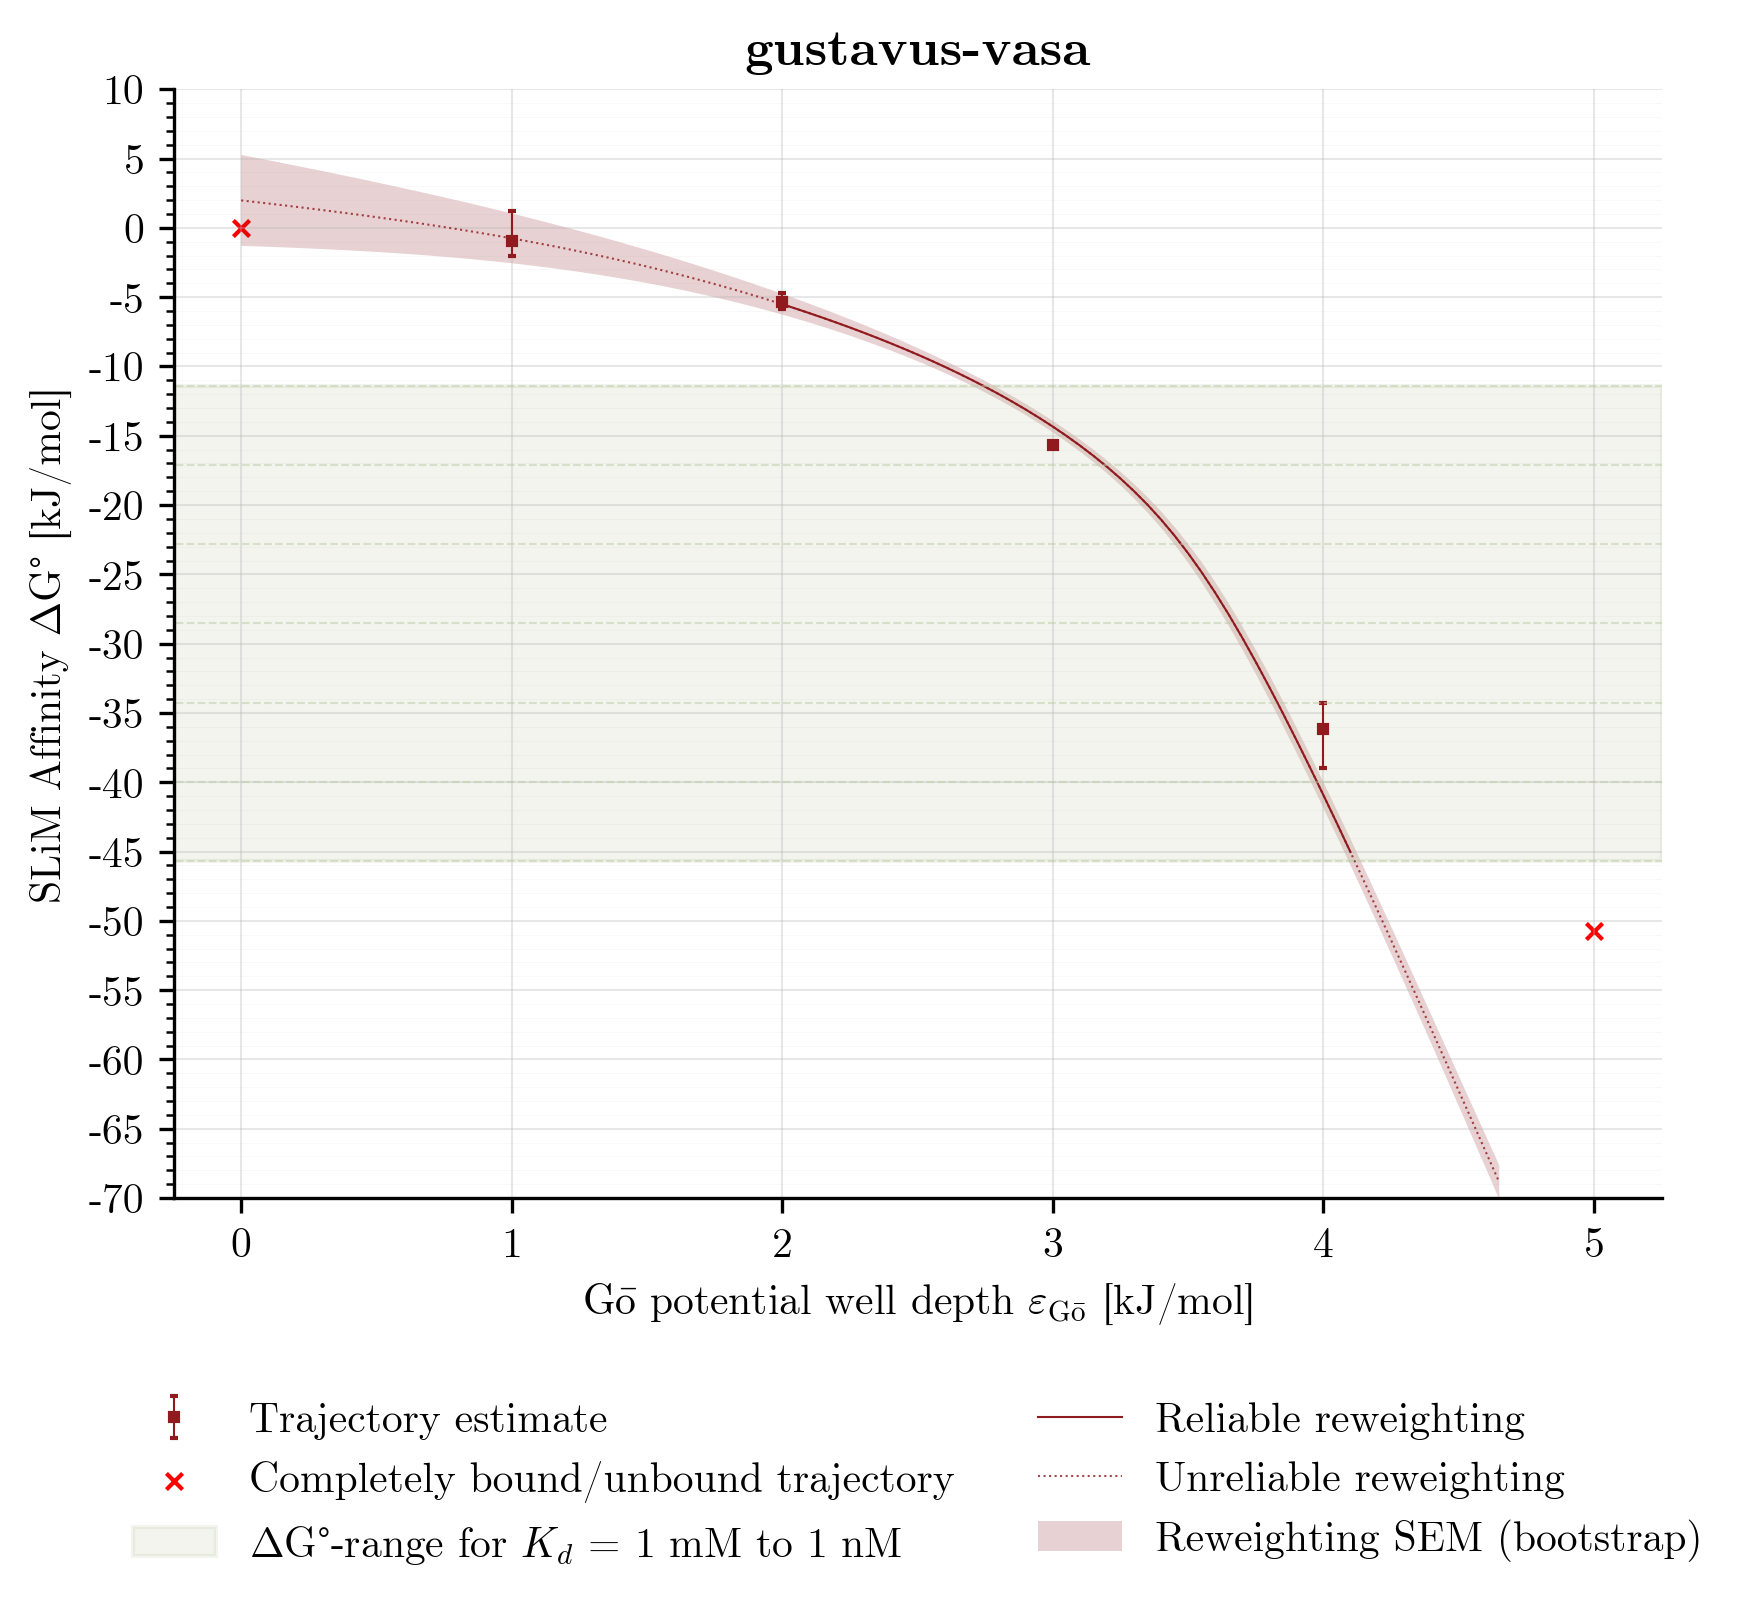 gustavus-vasa
10
5
0
-5
-10
-15
-20
-25
-30
-35
-40
-45
-50
-55
-60
-65
-70
SLiM Affinity ΔG° [kJ/mol]
0 1 2 3 4 5
Gō potential well depth εGō [kJ/mol]
Trajectory estimate
Completely bound/unbound trajectory
ΔG°-range for Kd = 1 mM to 1 nM
Reliable reweighting
Unreliable reweighting
Reweighting SEM (bootstrap)